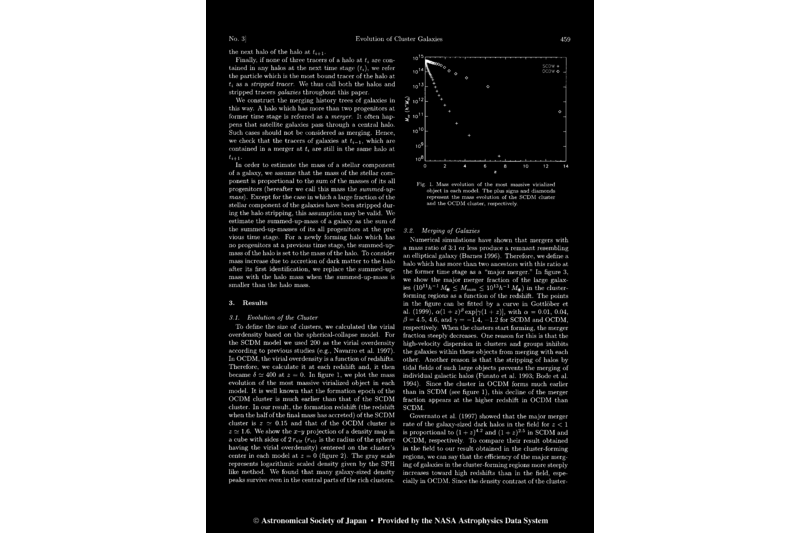 No. 3]
Evolution of Cluster Galaxies
459
the next halo of the halo at t_{i+1}.
Finally, if none of three tracers of a halo at t_i are con-
tained in any halos at the next time stage (t_i), we refer
the particle which is the most bound tracer of the halo at
t_i as a stripped tracer. We thus call both the halos and
stripped tracers galaxies throughout this paper.
We construct the merging history trees of galaxies in
this way. A halo which has more than two progenitors at
former time stage is referred as a merger. It often hap-
pens that satellite galaxies pass through a central halo.
Such cases should not be considered as merging. Hence,
we check that the tracers of galaxies at t_{i-1}, which are
contained in a merger at t_i are still in the same halo at
t_{i+1}.
In order to estimate the mass of a stellar component
of a galaxy, we assume that the mass of the stellar com-
ponent is proportional to the sum of the masses of its all
progenitors (hereafter we call this the summed-up-
mass). Except for the case in which a large fraction of the
stellar component of the galaxies have been stripped dur-
ing the halo stripping, this assumption may be valid. We
estimate the summed-up-mass of a galaxy as the sum of
the summed-up-masses of its all progenitors at the pre-
vious time stage. For a newly forming halo which has
no progenitors at a previous time stage, the summed-up-
mass of the halo is set to the mass of the halo. To consider
mass increase due to accretion of dark matter to the halo
after its first identification, we replace the summed-up-
mass with the halo mass when the summed-up-mass is
smaller than the halo mass.
3. Results
3.1. Evolution of the Cluster
To define the size of clusters, we calculated the virial
overdensity based on the spherical-collapse model. For
the SCDM model we used 200 as the virial overdensity
according to previous studies (e.g., Navarro et al. 1997).
In OCDM, the virial overdensity is a function of redshifts.
Therefore, we calculate it at each redshift and, it then
became δ ≃ 400 at z = 0. In figure 1, we plot the mass
evolution of the most massive virialized object in each
model. It is well known that the formation epoch of the
OCDM cluster is much earlier than that of the SCDM
cluster. In our result, the formation redshift (the redshift
when the half of the final mass has accreted) of the SCDM
cluster is z ≃ 0.15 and that of the OCDM cluster is
z ≃ 1.6. We show the x–y projection of a density map in
a cube with sides of 2 r_vir (r_vir is the radius of the sphere
having the virial overdensity) centered on the cluster's
center in each model at z = 0 (figure 2). The gray scale
represents logarithmic scaled density given by the SPH
like method. We found that many galaxy-sized density
peaks survive even in the central parts of the rich clusters.
10^15
10^14
10^13
10^12
10^11
10^10
10^9
10^8
SCDM +
OCDM ◇
0 2 4 6 8 10 12 14
z
Fig. 1. Mass evolution of the most massive virialized
object in each model. The plus signs and diamonds
represent the mass evolution of the SCDM cluster
and the OCDM cluster, respectively.
3.2. Merging of Galaxies
Numerical simulations have shown that mergers with
a mass ratio of 3:1 or less produce a remnant resembling
an elliptical galaxy (Barnes 1996). Therefore, we define a
halo which has more than two ancestors with this ratio at
the former time stage as a "major merger." In figure 3,
we show the major merger fraction of the large galax-
ies (10^11 h^-1 M_⊙ ≤ M_sum ≤ 10^13 h^-1 M_⊙) in the cluster-
forming regions as a function of the redshift. The points
in the figure can be fitted by a curve in Gottlöber et
al. (1999), α(1 + z)^β exp[γ(1 + z)], with α = 0.01, 0.04,
β = 4.5, 4.6, and γ = −1.4, −1.2 for SCDM and OCDM,
respectively. When the clusters start forming, the merger
fraction steeply decreases. One reason for this is that the
high-velocity dispersion in clusters and groups inhibits
the galaxies within these objects from merging with each
other. Another reason is that the stripping of halos by
tidal fields of such large objects prevents the merging of
individual galactic halos (Funato et al. 1993; Bode et al.
1994). Since the cluster in OCDM forms much earlier
than in SCDM (see figure 1), this decline of the merger
fraction appears at the higher redshift in OCDM than
SCDM.
Governato et al. (1997) showed that the major merger
rate of the galaxy-sized dark halos in the field for z < 1
is proportional to (1 + z)^4.2 and (1 + z)^2.5 in SCDM and
OCDM, respectively. To compare their result obtained
in the field to our result obtained in the cluster-forming
regions, we can say that the efficiency of the major merg-
ing of galaxies in the cluster-forming regions more steeply
increases toward high redshifts than in the field, espe-
cially in OCDM. Since the density contrast of the cluster-
© Astronomical Society of Japan • Provided by the NASA Astrophysics Data System